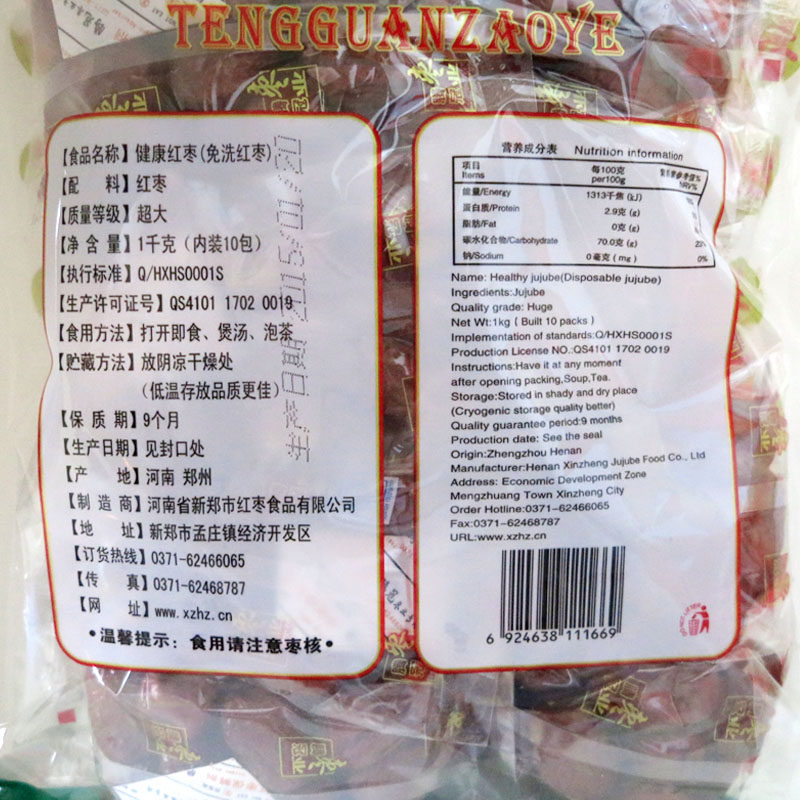 TENGGUANZAOYE
【食品名称】健康红枣(免洗红枣)
【配 料】红枣
【质量等级】超大
【净 含 量】1千克（内装10包）
【执行标准】Q/HXHS0001S
【生产许可证号】QS4101 1702 0019
【食用方法】打开即食、煲汤、泡茶
【贮藏方法】放阴凉干燥处
（低温存放品质更佳）
【保 质 期】9个月
【生产日期】见封口处
【产 地】河南 郑州
【制 造 商】河南省新郑市红枣食品有限公司
【地 址】新郑市孟庄镇经济开发区
【订货热线】0371-62466065
【传 真】0371-62468787
【网 址】www.xzhz.cn
•温馨提示：食用请注意枣核•
生产日期
营养成分表 Nutrition information
项目 每100克
Items per100g NRV%
能量/Energy 1313千焦 (kJ)
蛋白质/Protein 2.9克 (g)
脂肪/Fat 0克 (g)
碳水化合物/Carbohydrate 70.0克 (g)
钠/Sodium 0毫克 (mg) 0%
Name: Healthy jujube(Disposable jujube)
Ingredients:Jujube
Quality grade: Huge
Net Wt:1kg ( Built 10 packs )
Implementation of standards:Q/HXHS0001S
Production License NO.:QS4101 1702 0019
Instructions:Have it at any moment
after opening packing,Soup,Tea.
Storage:Stored in shady and dry place
(Cryogenic storage quality better)
Quality guarantee period:9 months
Production date: See the seal
Origin:Zhengzhou Henan
Manufacturer:Henan Xinzheng Jujube Food Co., Ltd
Address: Economic Development Zone
Mengzhuang Town Xinzheng City
Order Hotline:0371-62466065
Fax:0371-62468787
URL:www.xzhz.cn
6 924638 111669